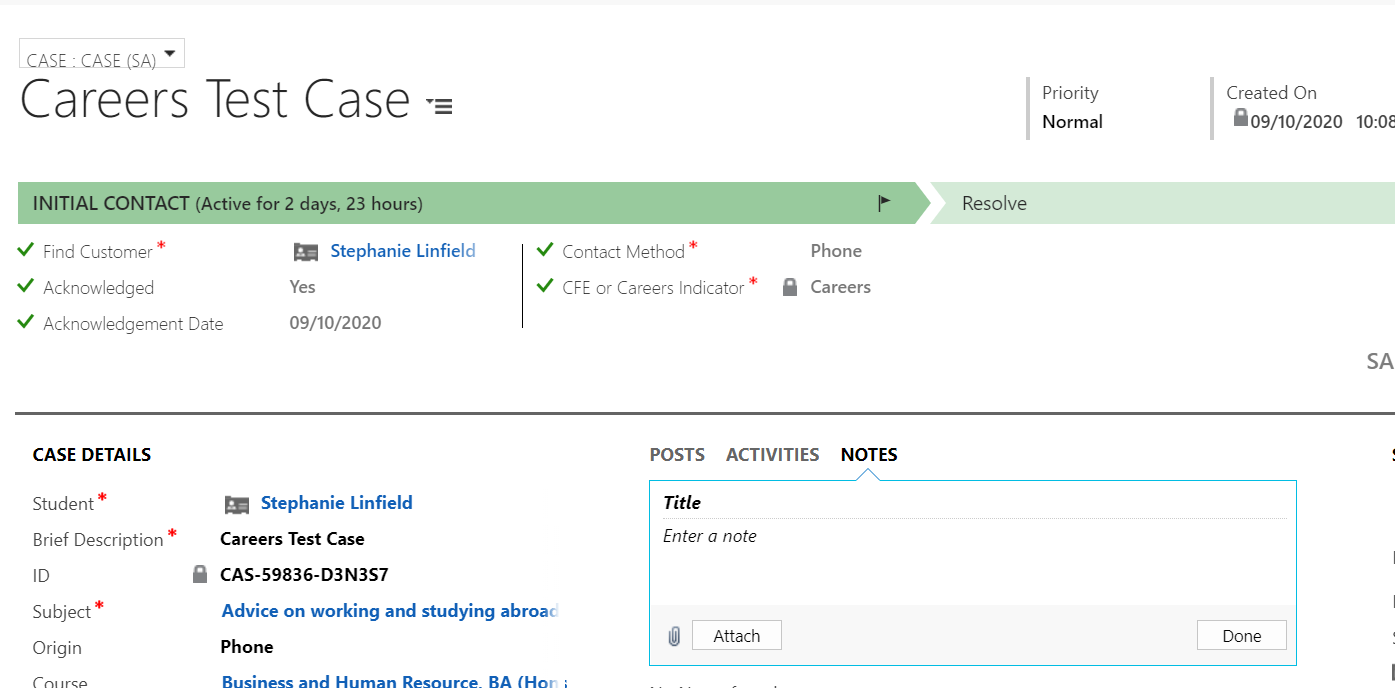 CASE : CASE (SA)
Careers Test Case
Priority
Normal
Created On
09/10/2020 10:08
INITIAL CONTACT (Active for 2 days, 23 hours)
Resolve
Find Customer * Stephanie Linfield
Acknowledged Yes
Acknowledgement Date 09/10/2020
Contact Method * Phone
CFE or Careers Indicator * Careers
SA
CASE DETAILS
Student * Stephanie Linfield
Brief Description * Careers Test Case
ID CAS-59836-D3N3S7
Subject * Advice on working and studying abroad
Origin Phone
Course Business and Human Resource, BA (Hons
POSTS ACTIVITIES NOTES
Title
Enter a note
Attach Done